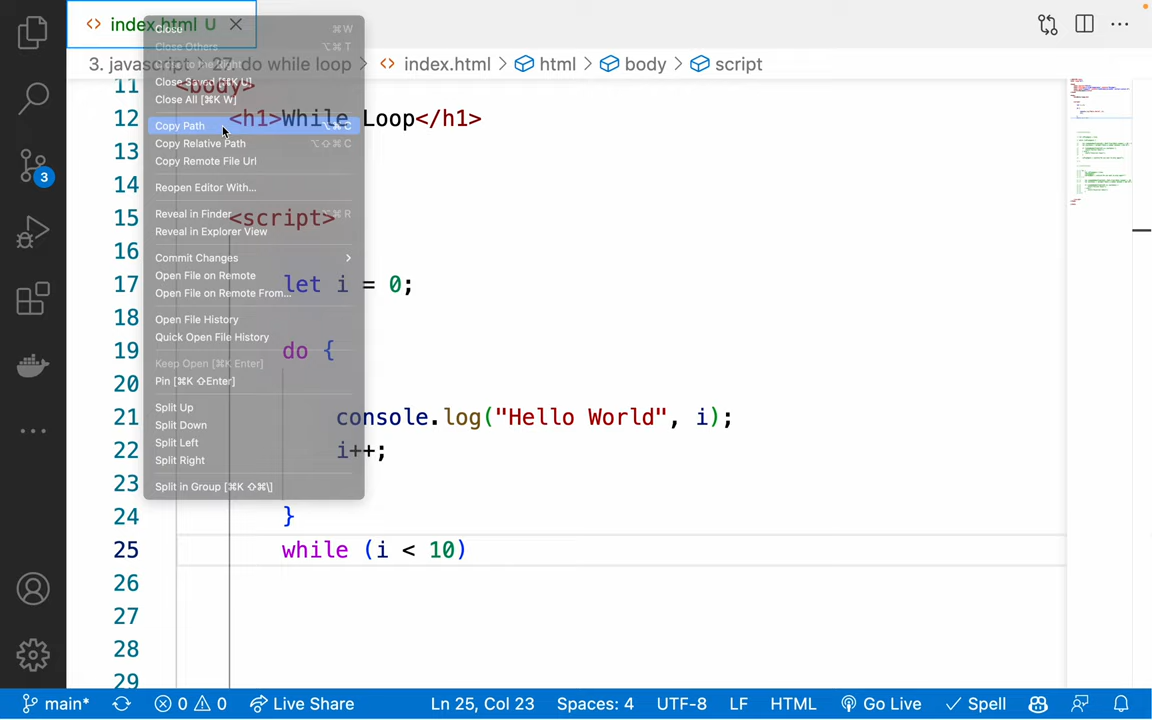 index.html U
3. javascript > 27. do while loop > index.html > html > body > script
Close ⌘W
Close Others ⌥⌘T
Close to the Right
Close Saved [⌘K U]
Close All [⌘K W]
Copy Path ⌥⌘C
Copy Relative Path ⌥⇧⌘C
Copy Remote File Url
Reopen Editor With...
Reveal in Finder ⌥⌘R
Reveal in Explorer View
Commit Changes >
Open File on Remote
Open File on Remote From...
Open File History
Quick Open File History
Keep Open [⌘K Enter]
Pin [⌘K ⇧Enter]
Split Up
Split Down
Split Left
Split Right
Split in Group [⌘K ⇧⌘\]
11 <body>
12 <h1>While Loop</h1>
13
14
15 <script>
16
17 let i = 0;
18
19 do {
20
21 console.log("Hello World", i);
22 i++;
23
24 }
25 while (i < 10)
26
27
28
29
3
main* 0 0 Live Share Ln 25, Col 23 Spaces: 4 UTF-8 LF HTML Go Live Spell